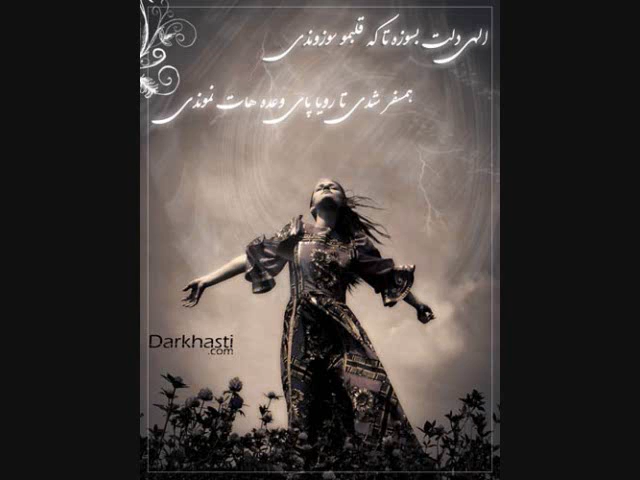 الهی دلت بسوزه تا که قلبمو سوزوندی
همسفر شدی تا رویا پای وعده هات نموندی
Darkhasti
.com